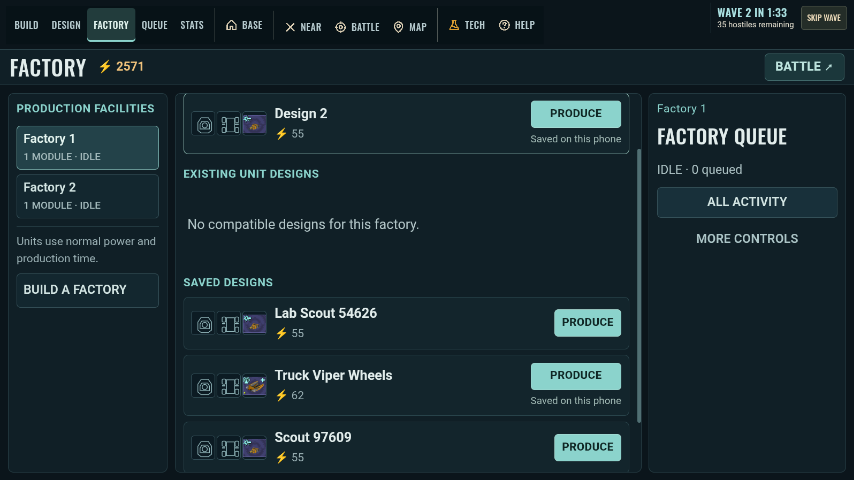 BUILD
DESIGN
FACTORY
QUEUE
STATS
BASE
NEAR
BATTLE
MAP
TECH
HELP
WAVE 2 IN 1:33
35 hostiles remaining
SKIP WAVE
FACTORY
⚡ 2571
BATTLE ↗
PRODUCTION FACILITIES
Factory 1
1 MODULE · IDLE
Factory 2
1 MODULE · IDLE
Units use normal power and
production time.
BUILD A FACTORY
Design 2
⚡ 55
PRODUCE
Saved on this phone
EXISTING UNIT DESIGNS
No compatible designs for this factory.
SAVED DESIGNS
Lab Scout 54626
⚡ 55
PRODUCE
Truck Viper Wheels
⚡ 62
PRODUCE
Saved on this phone
Scout 97609
⚡ 55
PRODUCE
Factory 1
FACTORY QUEUE
IDLE · 0 queued
ALL ACTIVITY
MORE CONTROLS